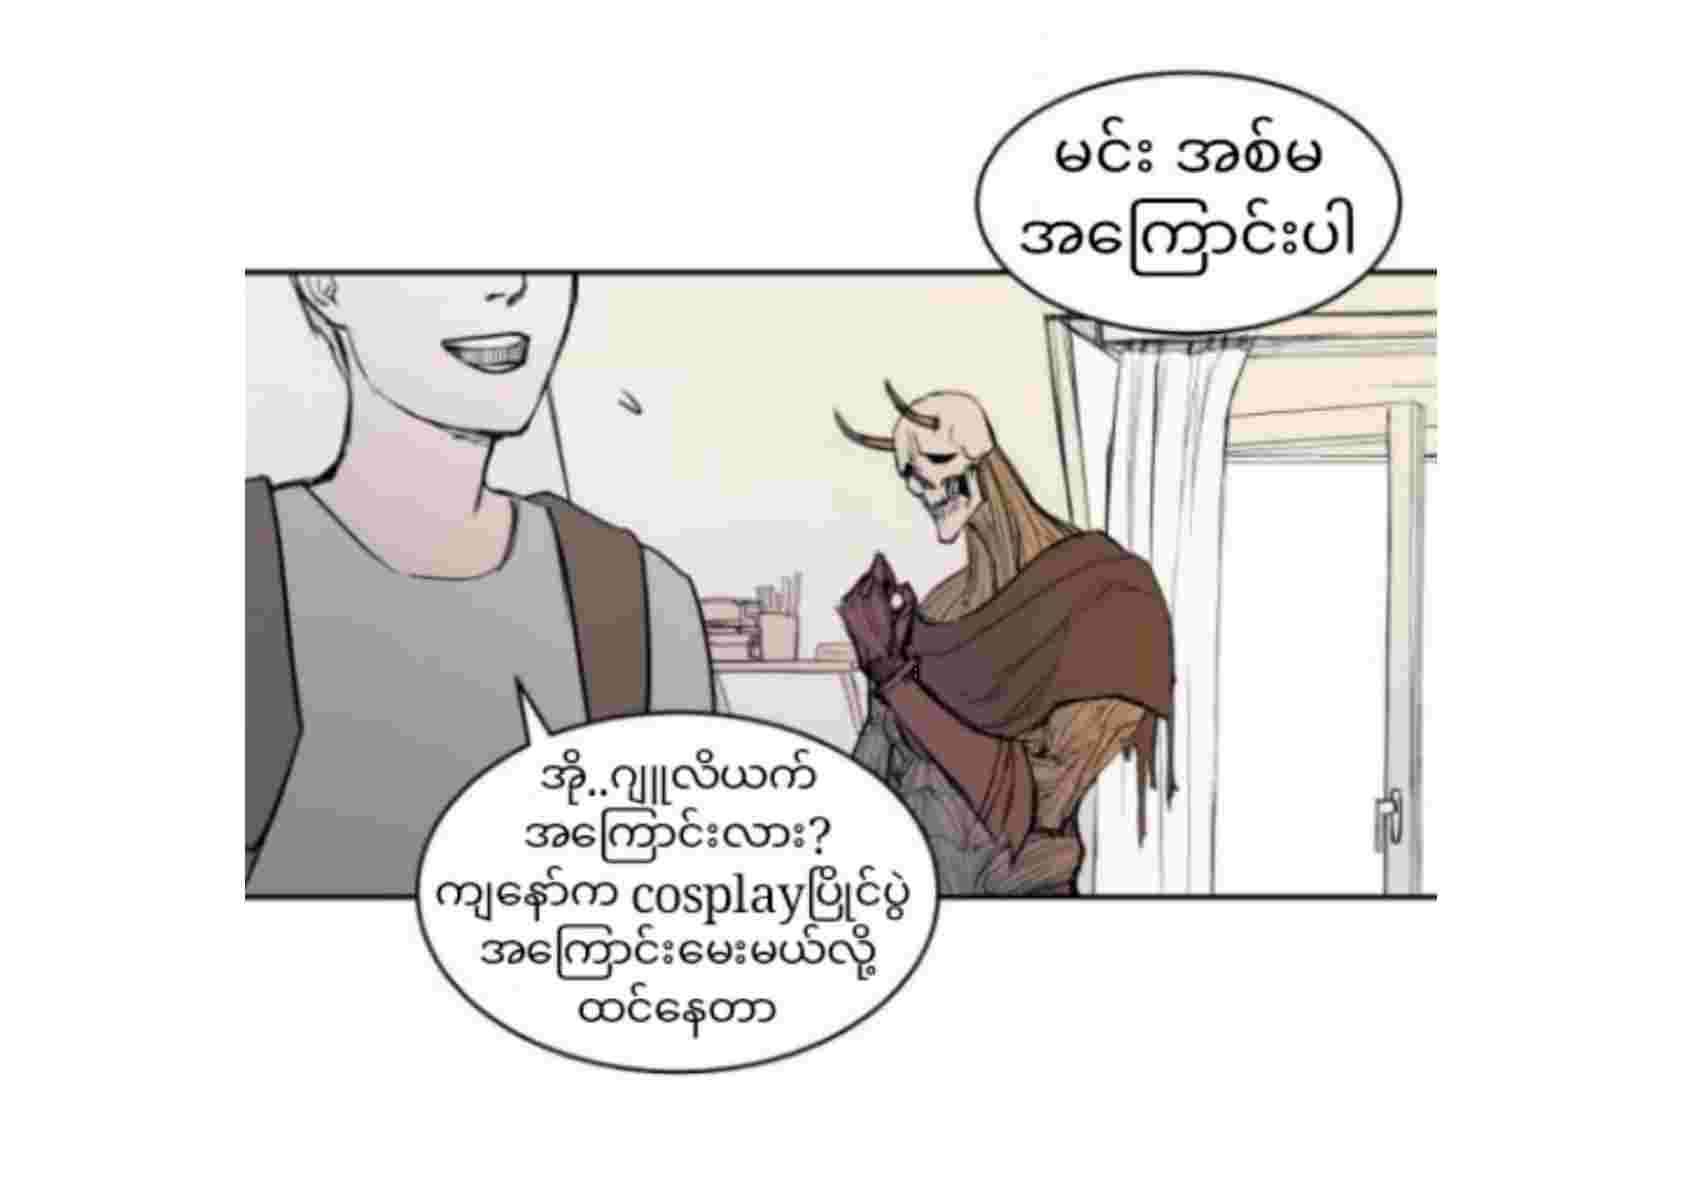 မင်း အစ်မ
အကြောင်းပါ
အို..ဂျူလိယက်
အကြောင်းလား?
ကျနော်က cosplayပြိုင်ပွဲ
အကြောင်းမေးမယ်လို့
ထင်နေတာ